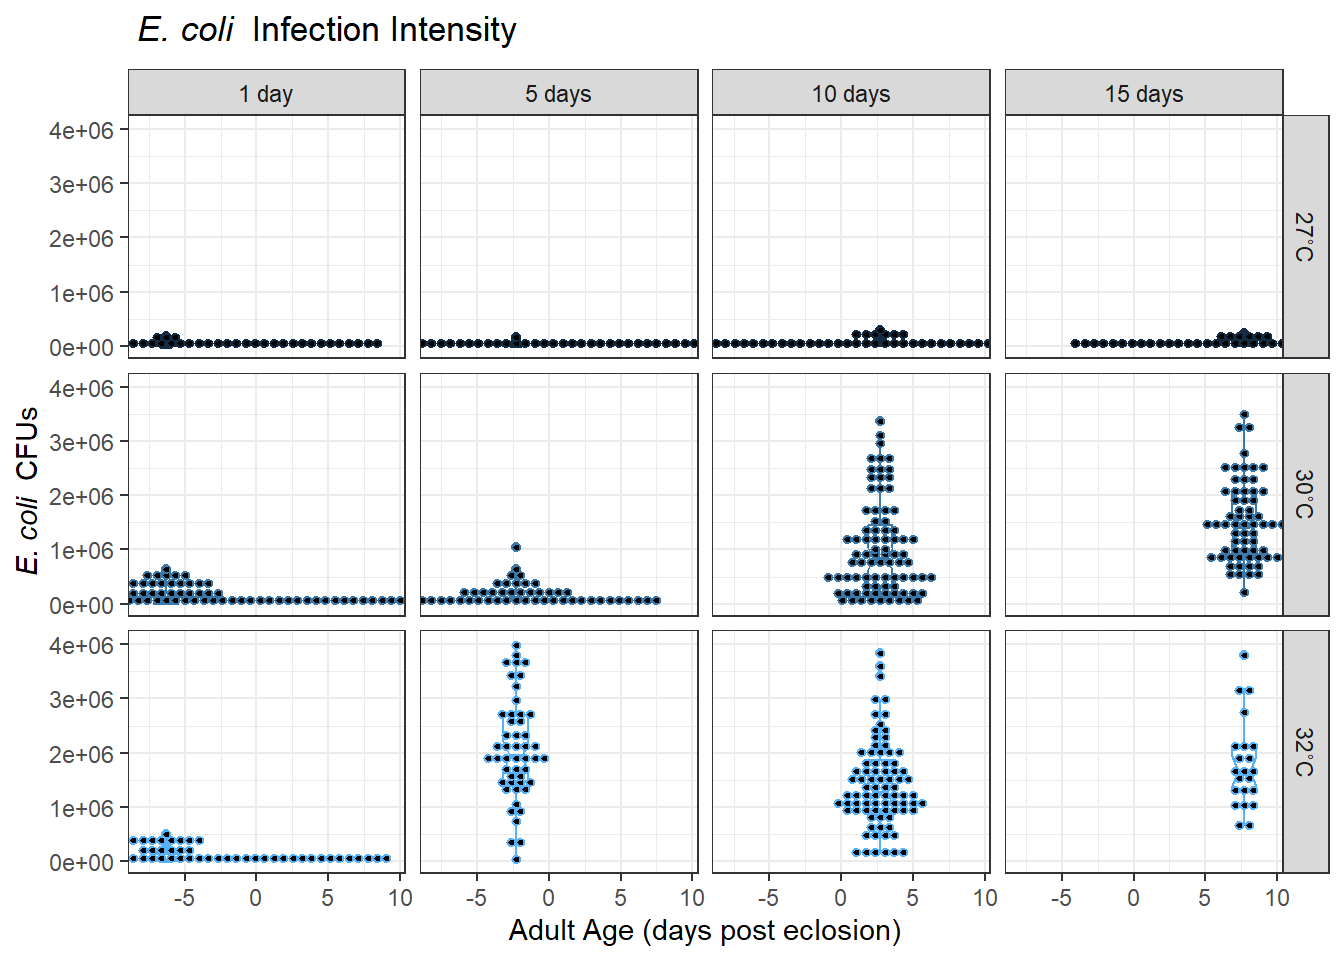 E. coli Infection Intensity
1 day 5 days 10 days 15 days
4e+06
3e+06
2e+06
1e+06
0e+00
27°C
4e+06
3e+06
2e+06
1e+06
0e+00
30°C
4e+06
3e+06
2e+06
1e+06
0e+00
32°C
E. coli CFUs
-5 0 5 10 -5 0 5 10 -5 0 5 10 -5 0 5 10
Adult Age (days post eclosion)